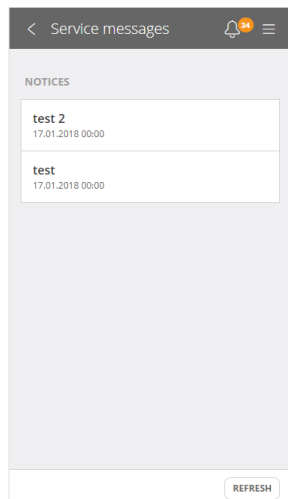 Service messages
34
NOTICES
test 2
17.01.2018 00:00
test
17.01.2018 00:00
REFRESH